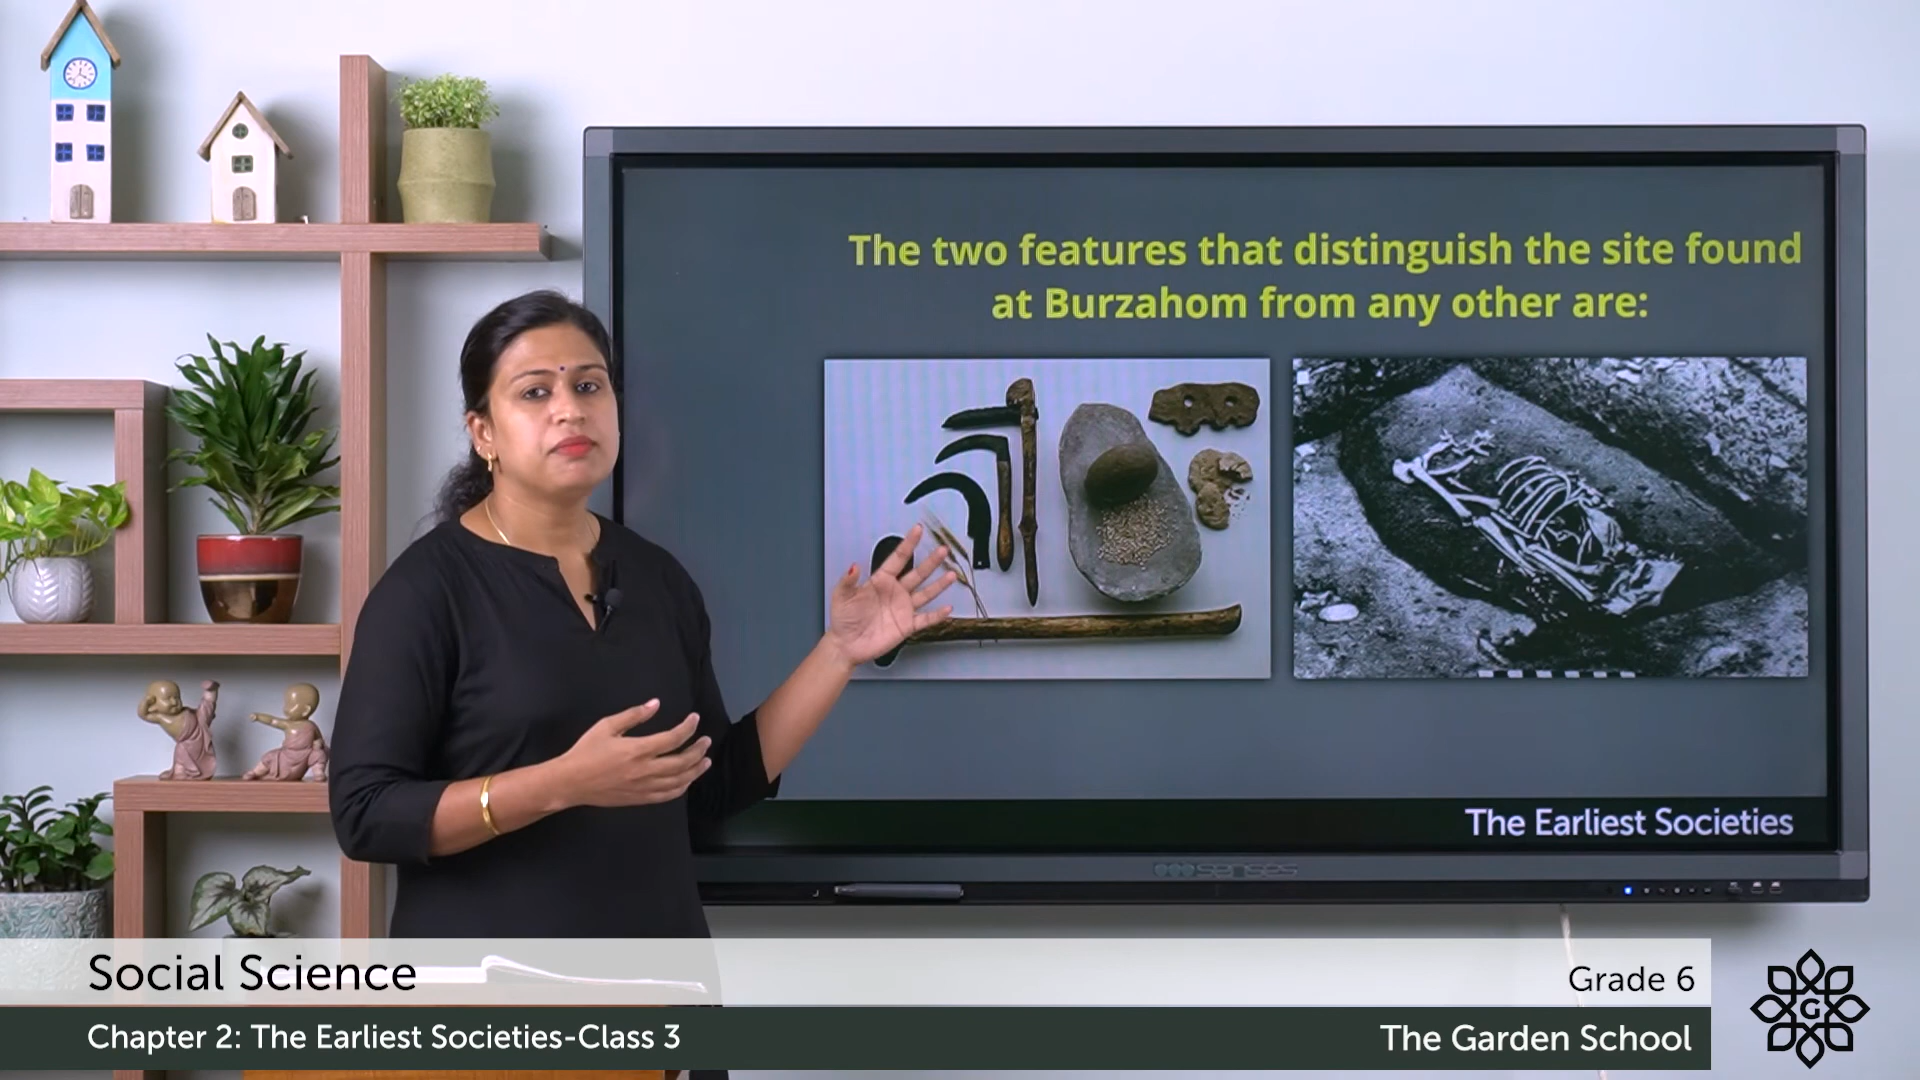 The two features that distinguish the site found
at Burzahom from any other are:
The Earliest Societies
senses
Social Science
Grade 6
Chapter 2: The Earliest Societies-Class 3
The Garden School
G